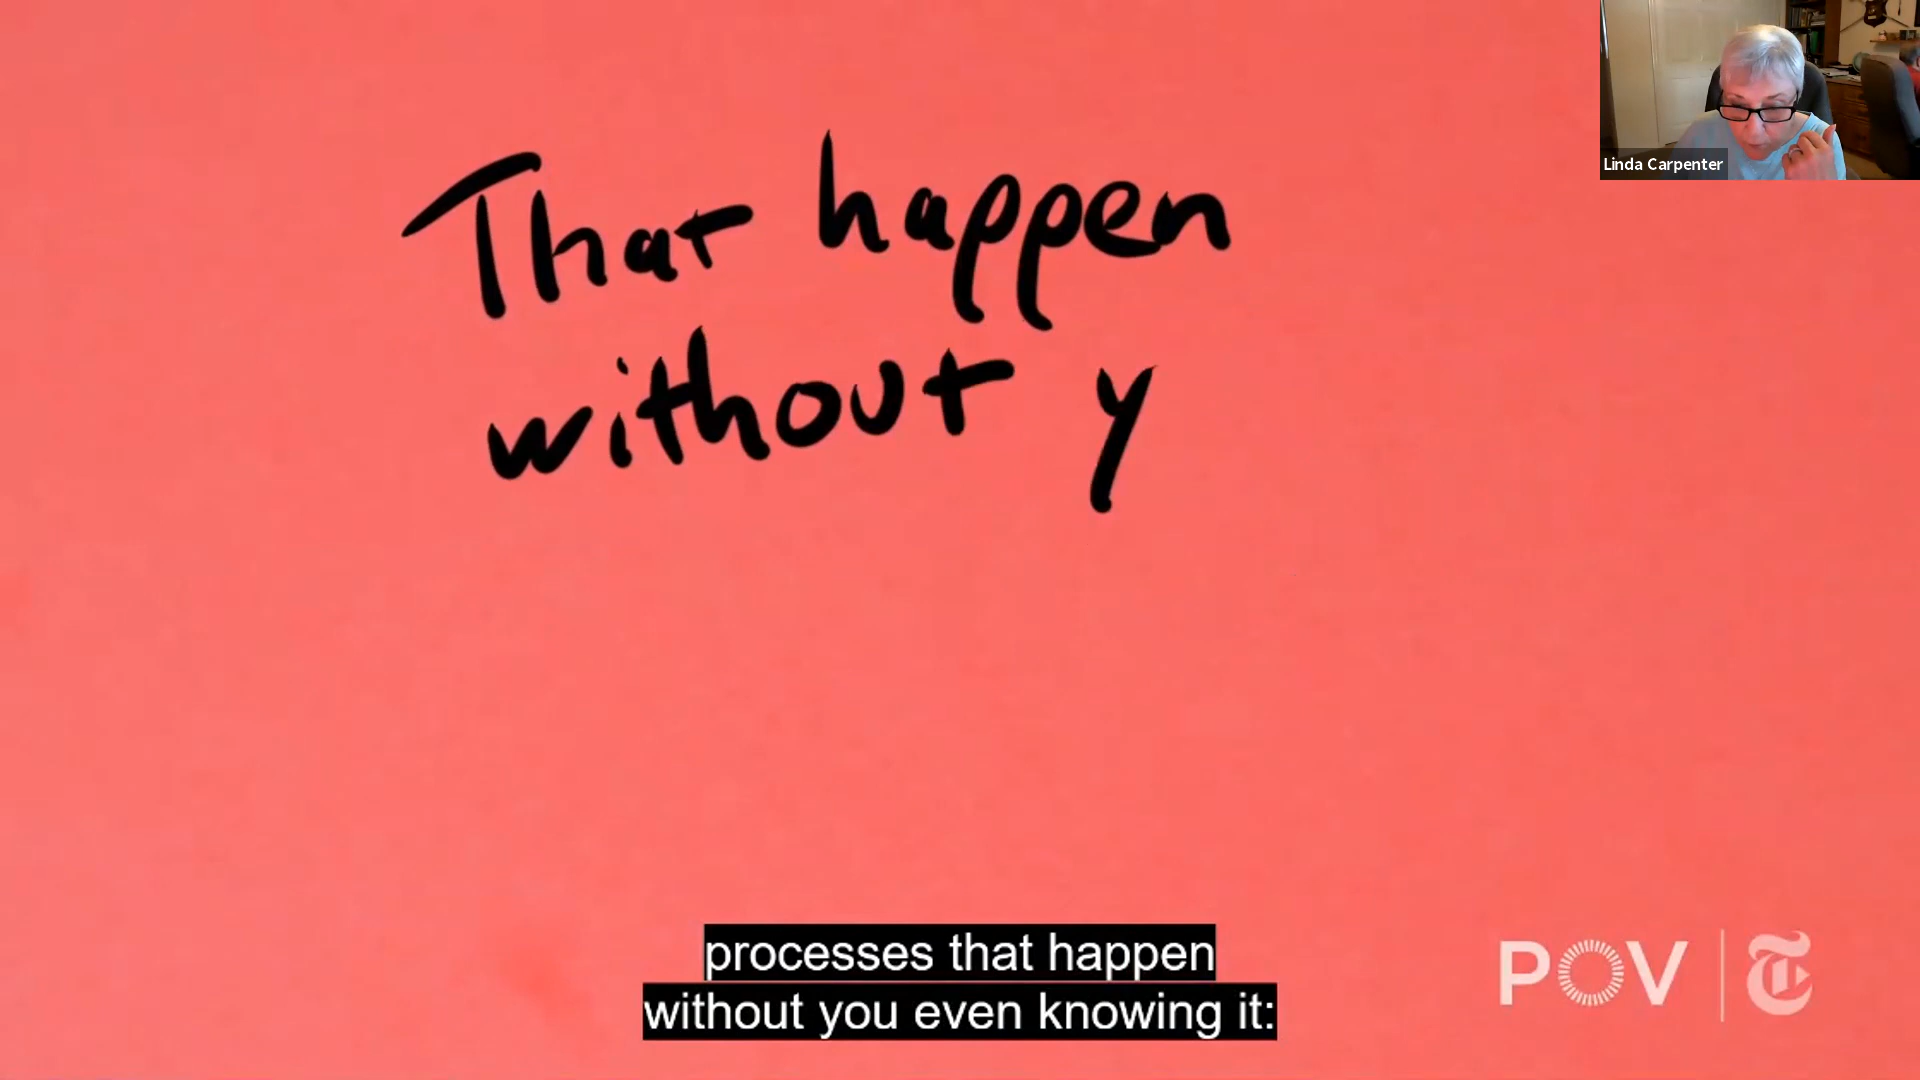 Linda Carpenter
That happen
without y
processes that happen
without you even knowing it:
POV | T